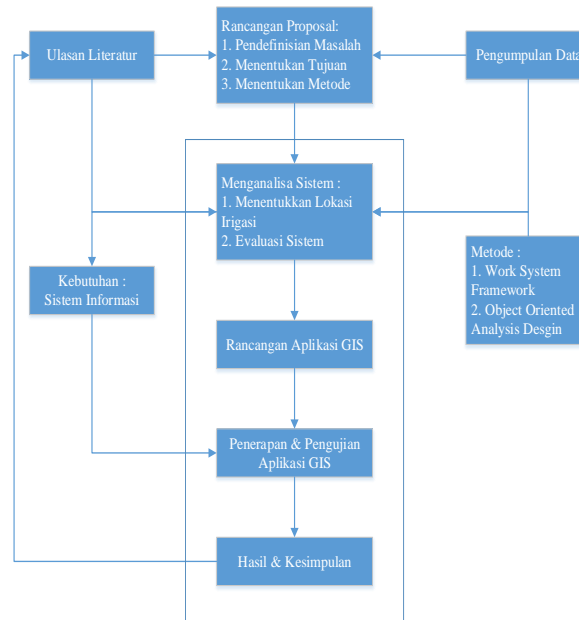 Ulasan Literatur
Rancangan Proposal:
1. Pendefinisian Masalah
2. Menentukan Tujuan
3. Menentukan Metode
Pengumpulan Data
Menganalisa Sistem :
1. Menentukkan Lokasi
Irigasi
2. Evaluasi Sistem
Kebutuhan :
Sistem Informasi
Metode :
1. Work System
Framework
2. Object Oriented
Analysis Desgin
Rancangan Aplikasi GIS
Penerapan & Pengujian
Aplikasi GIS
Hasil & Kesimpulan